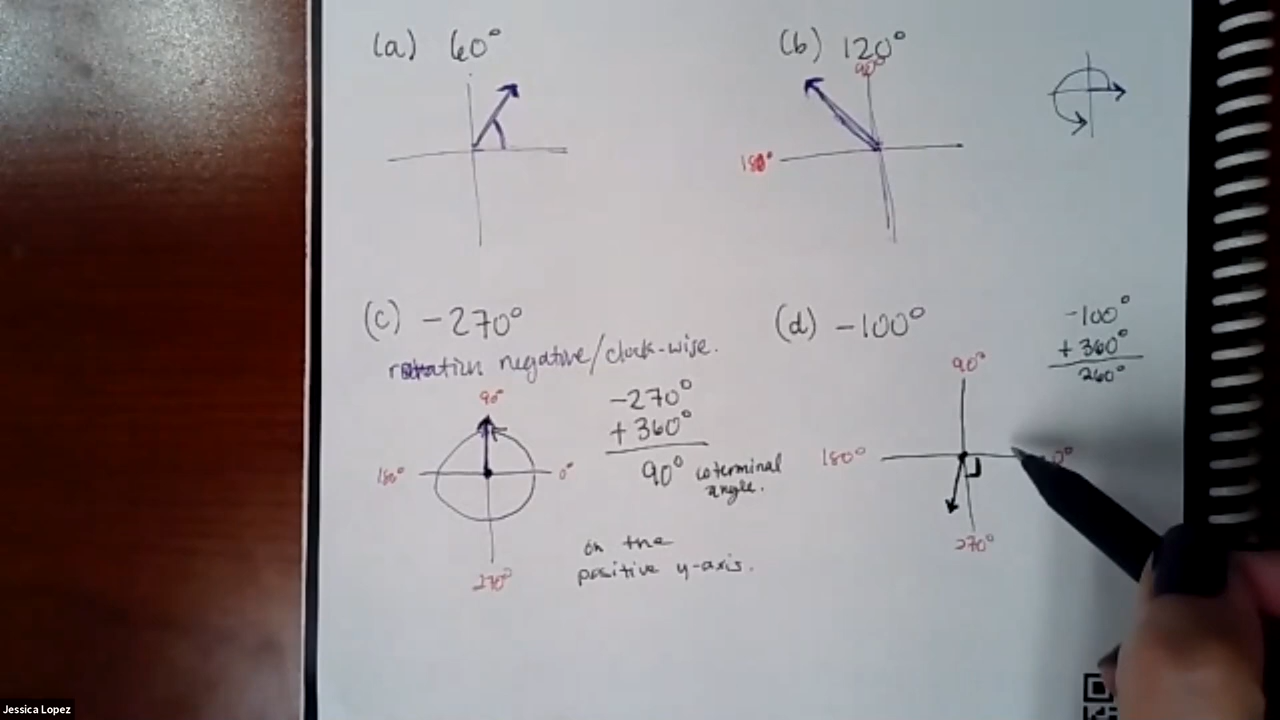 (a) 60°
(b) 120°
90°
180°
(c) -270°
rotation negative/clock-wise.
90°
180°
0°
270°
-270°
+ 360°
90° coterminal
angle.
on the
positive y-axis.
(d) -100°
-100°
+ 360°
260°
90°
180°
0°
270°
Jessica Lopez